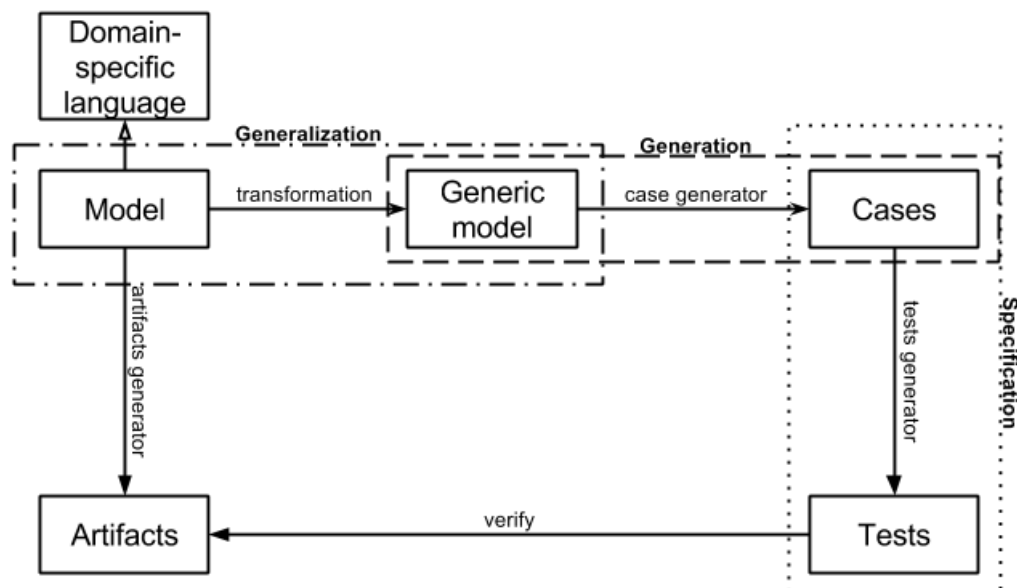 Domain-
specific
language
Generalization
Generation
Model
transformation
Generic
model
case generator
Cases
artifacts generator
tests generator
Specification
Artifacts
verify
Tests